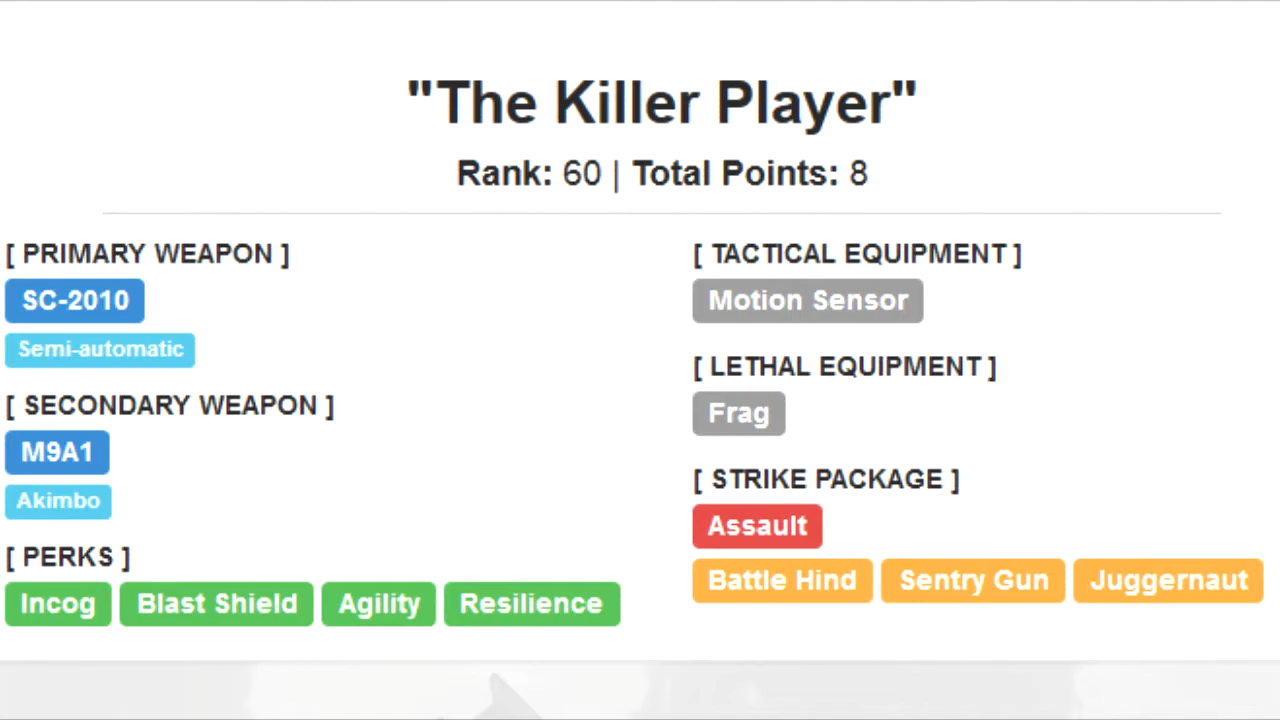 "The Killer Player"
Rank: 60 | Total Points: 8
[ PRIMARY WEAPON ]
SC-2010
Semi-automatic
[ SECONDARY WEAPON ]
M9A1
Akimbo
[ PERKS ]
Incog Blast Shield Agility Resilience
[ TACTICAL EQUIPMENT ]
Motion Sensor
[ LETHAL EQUIPMENT ]
Frag
[ STRIKE PACKAGE ]
Assault
Battle Hind Sentry Gun Juggernaut